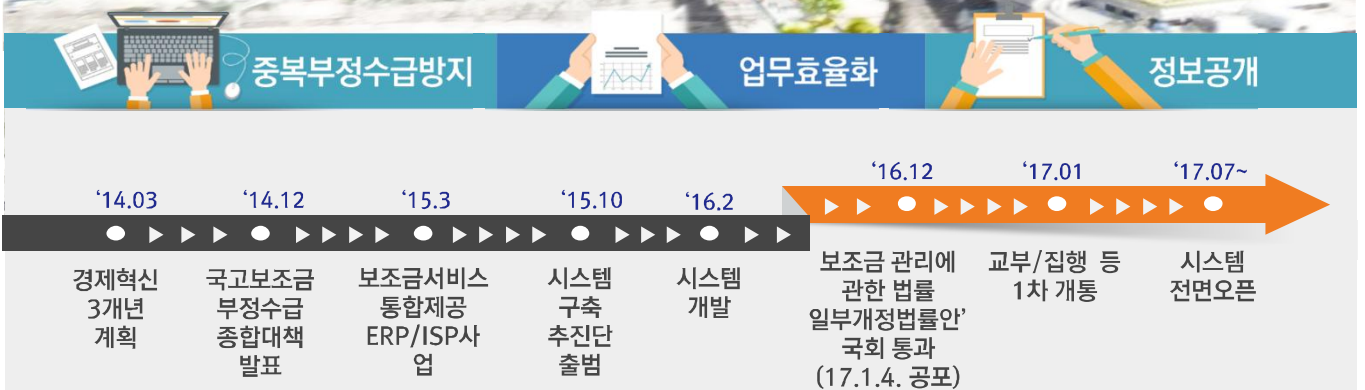 중복부정수급방지
업무효율화
정보공개
‘14.03
경제혁신
3개년
계획
‘14.12
국고보조금
부정수급
종합대책
발표
‘15.3
보조금서비스
통합제공
ERP/ISP사
업
‘15.10
시스템
구축
추진단
출범
‘16.2
시스템
개발
‘16.12
보조금 관리에
관한 법률
일부개정법률안’
국회 통과
(17.1.4. 공포)
‘17.01
교부/집행 등
1차 개통
‘17.07~
시스템
전면오픈